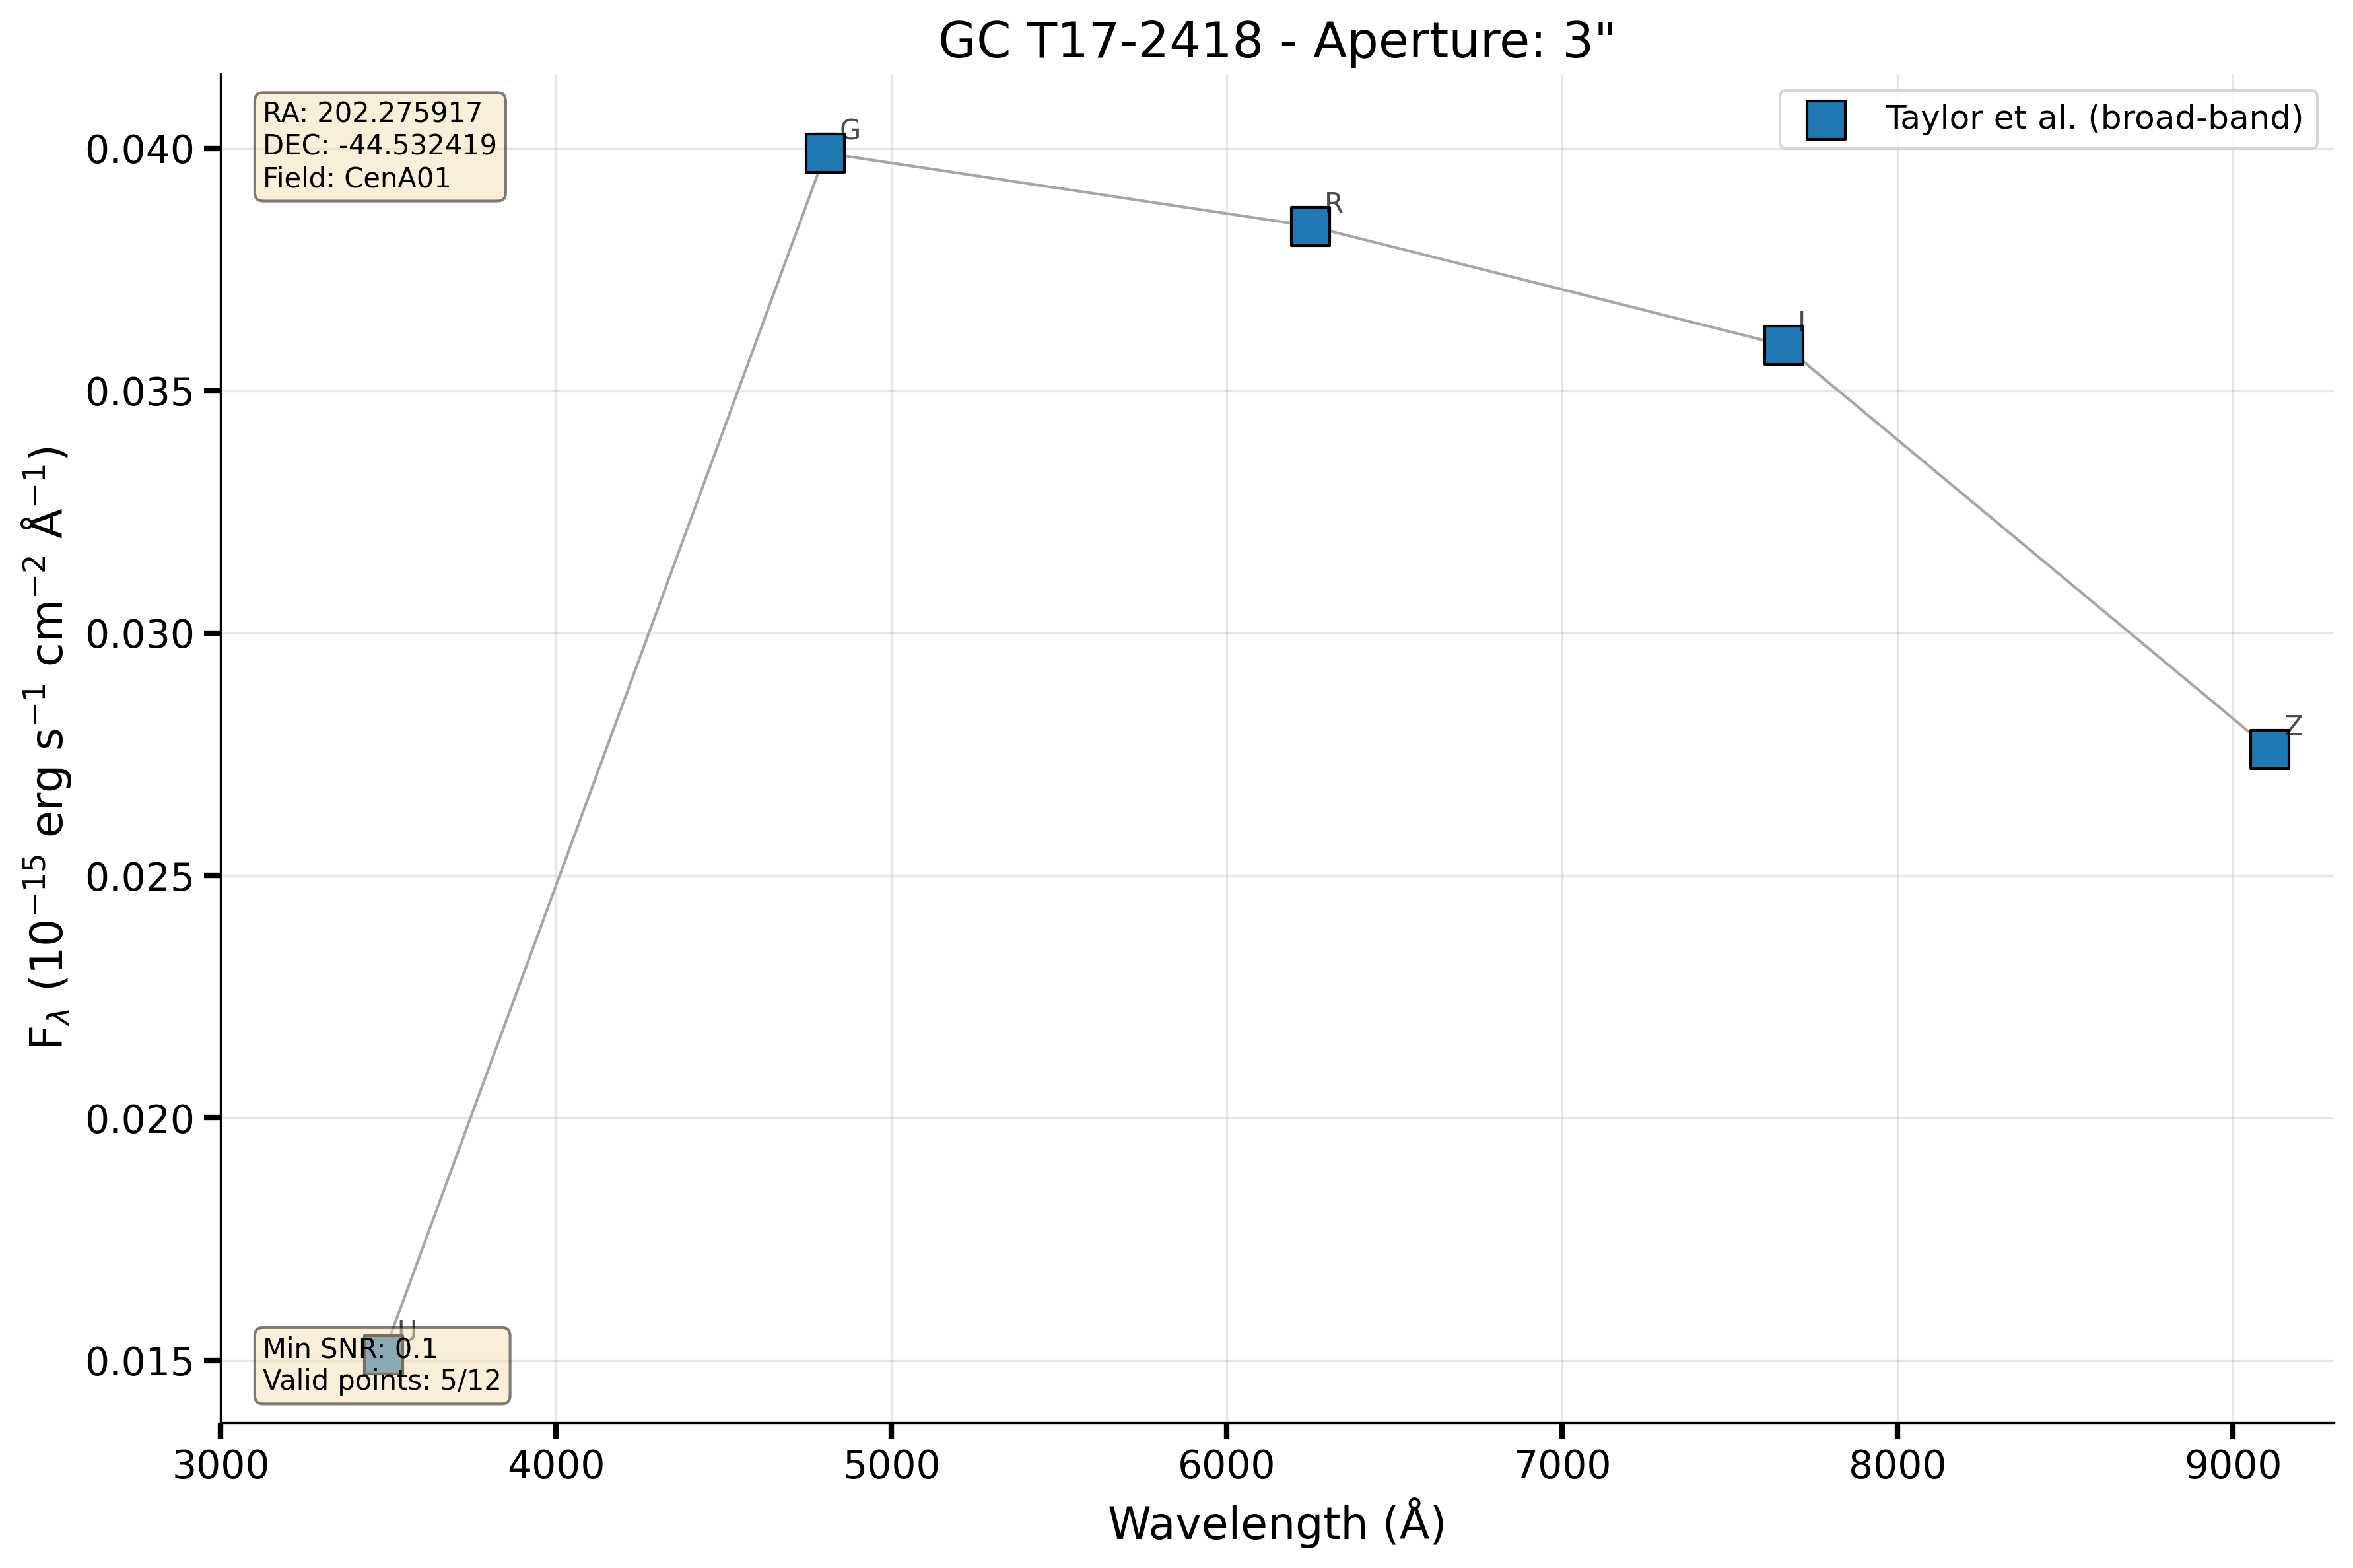 GC T17-2418 - Aperture: 3"
RA: 202.275917
DEC: -44.532419
Field: CenA01
Taylor et al. (broad-band)
G
R
I
Z
U
Min SNR: 0.1
Valid points: 5/12
0.040
0.035
0.030
0.025
0.020
0.015
F_λ (10⁻¹⁵ erg s⁻¹ cm⁻² Å⁻¹)
3000 4000 5000 6000 7000 8000 9000
Wavelength (Å)